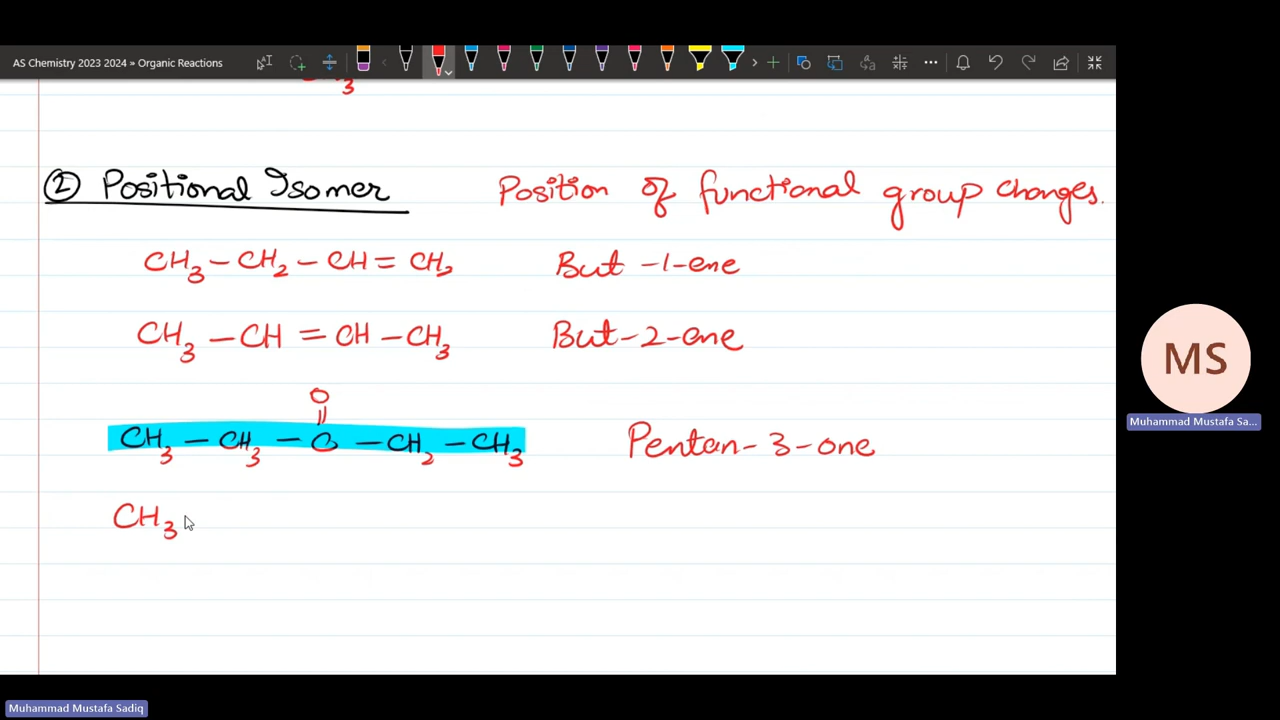 AS Chemistry 2023 2024 » Organic Reactions
3
② Positional Isomer Position of functional group changes.
CH3 – CH2 – CH = CH2 But -1-ene
CH3 – CH = CH – CH3 But-2-ene
O
||
CH3 – CH3 – C – CH2 – CH3 Pentan-3-one
CH3
MS
Muhammad Mustafa Sa...
Muhammad Mustafa Sadiq